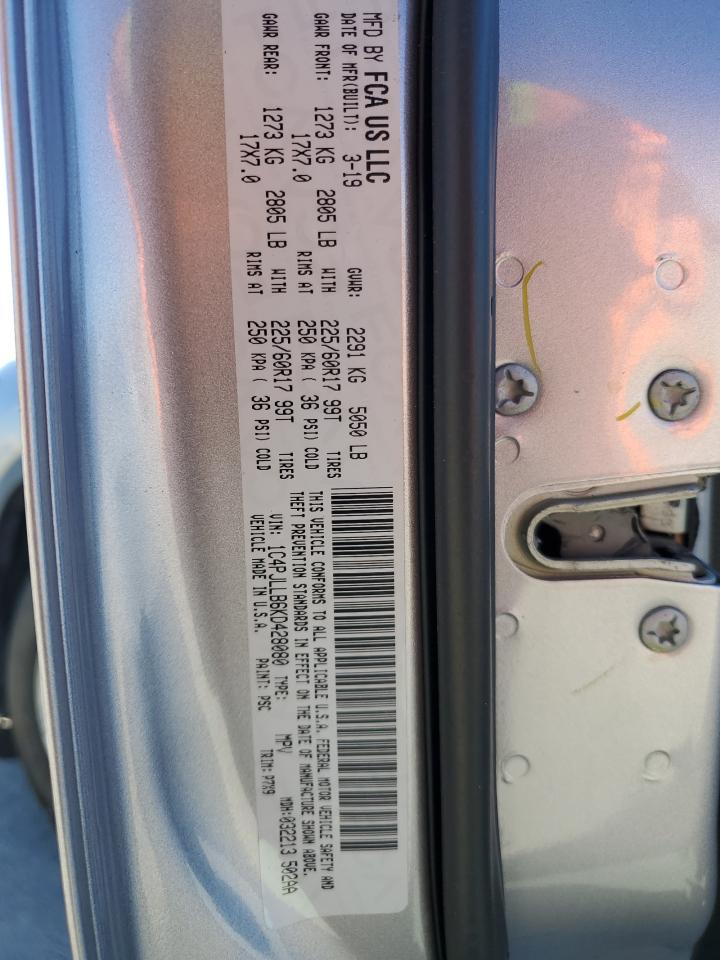 MFD BY FCA US LLC
DATE OF MFR(BUILT): 3-19 GVWR: 2291 KG 5050 LB
GAWR FRONT: 1273 KG 2805 LB WITH 225/60R17 99T TIRES
17X7.0 RIMS AT 250 KPA ( 36 PSI) COLD
GAWR REAR: 1273 KG 2805 LB WITH 225/60R17 99T TIRES
17X7.0 RIMS AT 250 KPA ( 36 PSI) COLD
THIS VEHICLE CONFORMS TO ALL APPLICABLE U.S.A. FEDERAL MOTOR VEHICLE SAFETY AND
THEFT PREVENTION STANDARDS IN EFFECT ON THE DATE OF MANUFACTURE SHOWN ABOVE.
VIN: 1C4PJLLB6KD428080 TYPE: MPV MDH:032213 502AA
VEHICLE MADE IN U.S.A. PAINT: PSC TRIM: P7X9